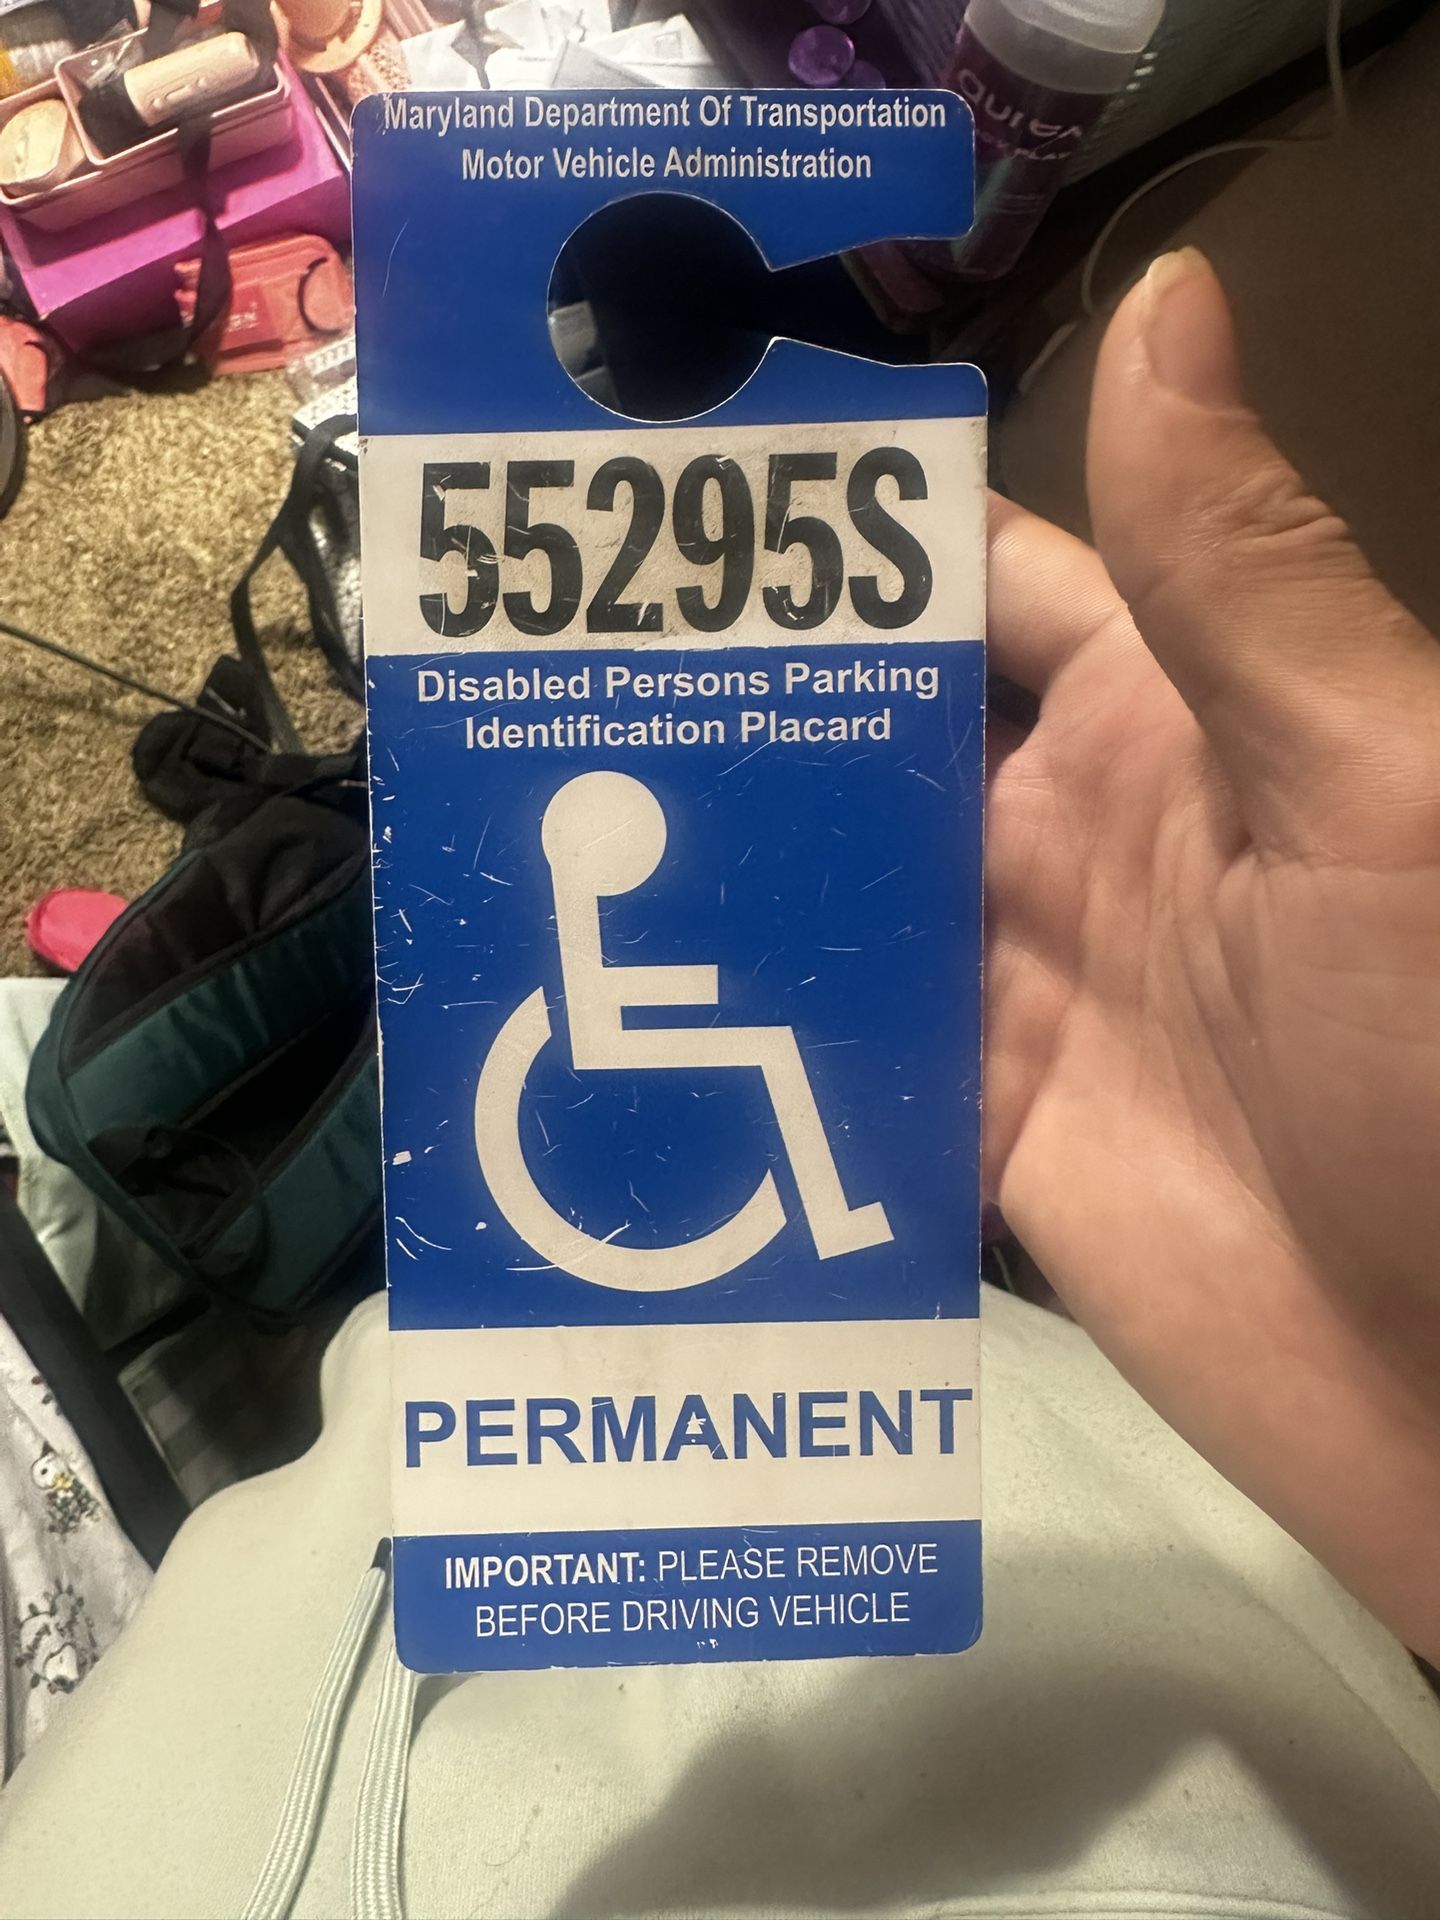 Maryland Department Of Transportation
Motor Vehicle Administration
55295S
Disabled Persons Parking
Identification Placard
PERMANENT
IMPORTANT: PLEASE REMOVE
BEFORE DRIVING VEHICLE